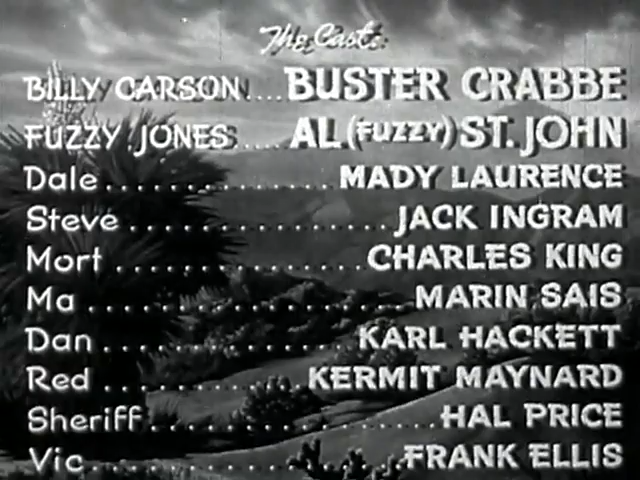 The Cast:
BILLY CARSON.... BUSTER CRABBE
FUZZY JONES.... AL (FUZZY) ST. JOHN
Dale............. MADY LAURENCE
Steve................ JACK INGRAM
Mort............... CHARLES KING
Ma.................... MARIN SAIS
Dan............... KARL HACKETT
Red............ KERMIT MAYNARD
Sheriff.................. HAL PRICE
Vic.................. FRANK ELLIS